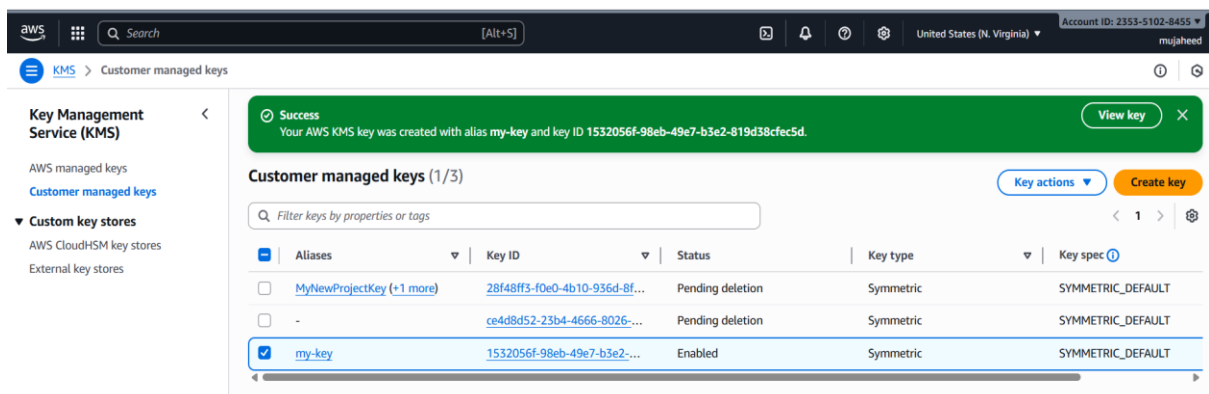 aws Search [Alt+S] United States (N. Virginia) ▼ Account ID: 2353-5102-8455 ▼
mujaheed
KMS > Customer managed keys
Key Management Service (KMS)
AWS managed keys
Customer managed keys
▼ Custom key stores
AWS CloudHSM key stores
External key stores
Success
Your AWS KMS key was created with alias my-key and key ID 1532056f-98eb-49e7-b3e2-819d38cfec5d.
View key
Customer managed keys (1/3)
Key actions ▼ Create key
Filter keys by properties or tags
< 1 >
Aliases Key ID Status Key type Key spec
MyNewProjectKey (+1 more) 28f48ff3-f0e0-4b10-936d-8f... Pending deletion Symmetric SYMMETRIC_DEFAULT
- ce4d8d52-23b4-4666-8026-... Pending deletion Symmetric SYMMETRIC_DEFAULT
my-key 1532056f-98eb-49e7-b3e2-... Enabled Symmetric SYMMETRIC_DEFAULT